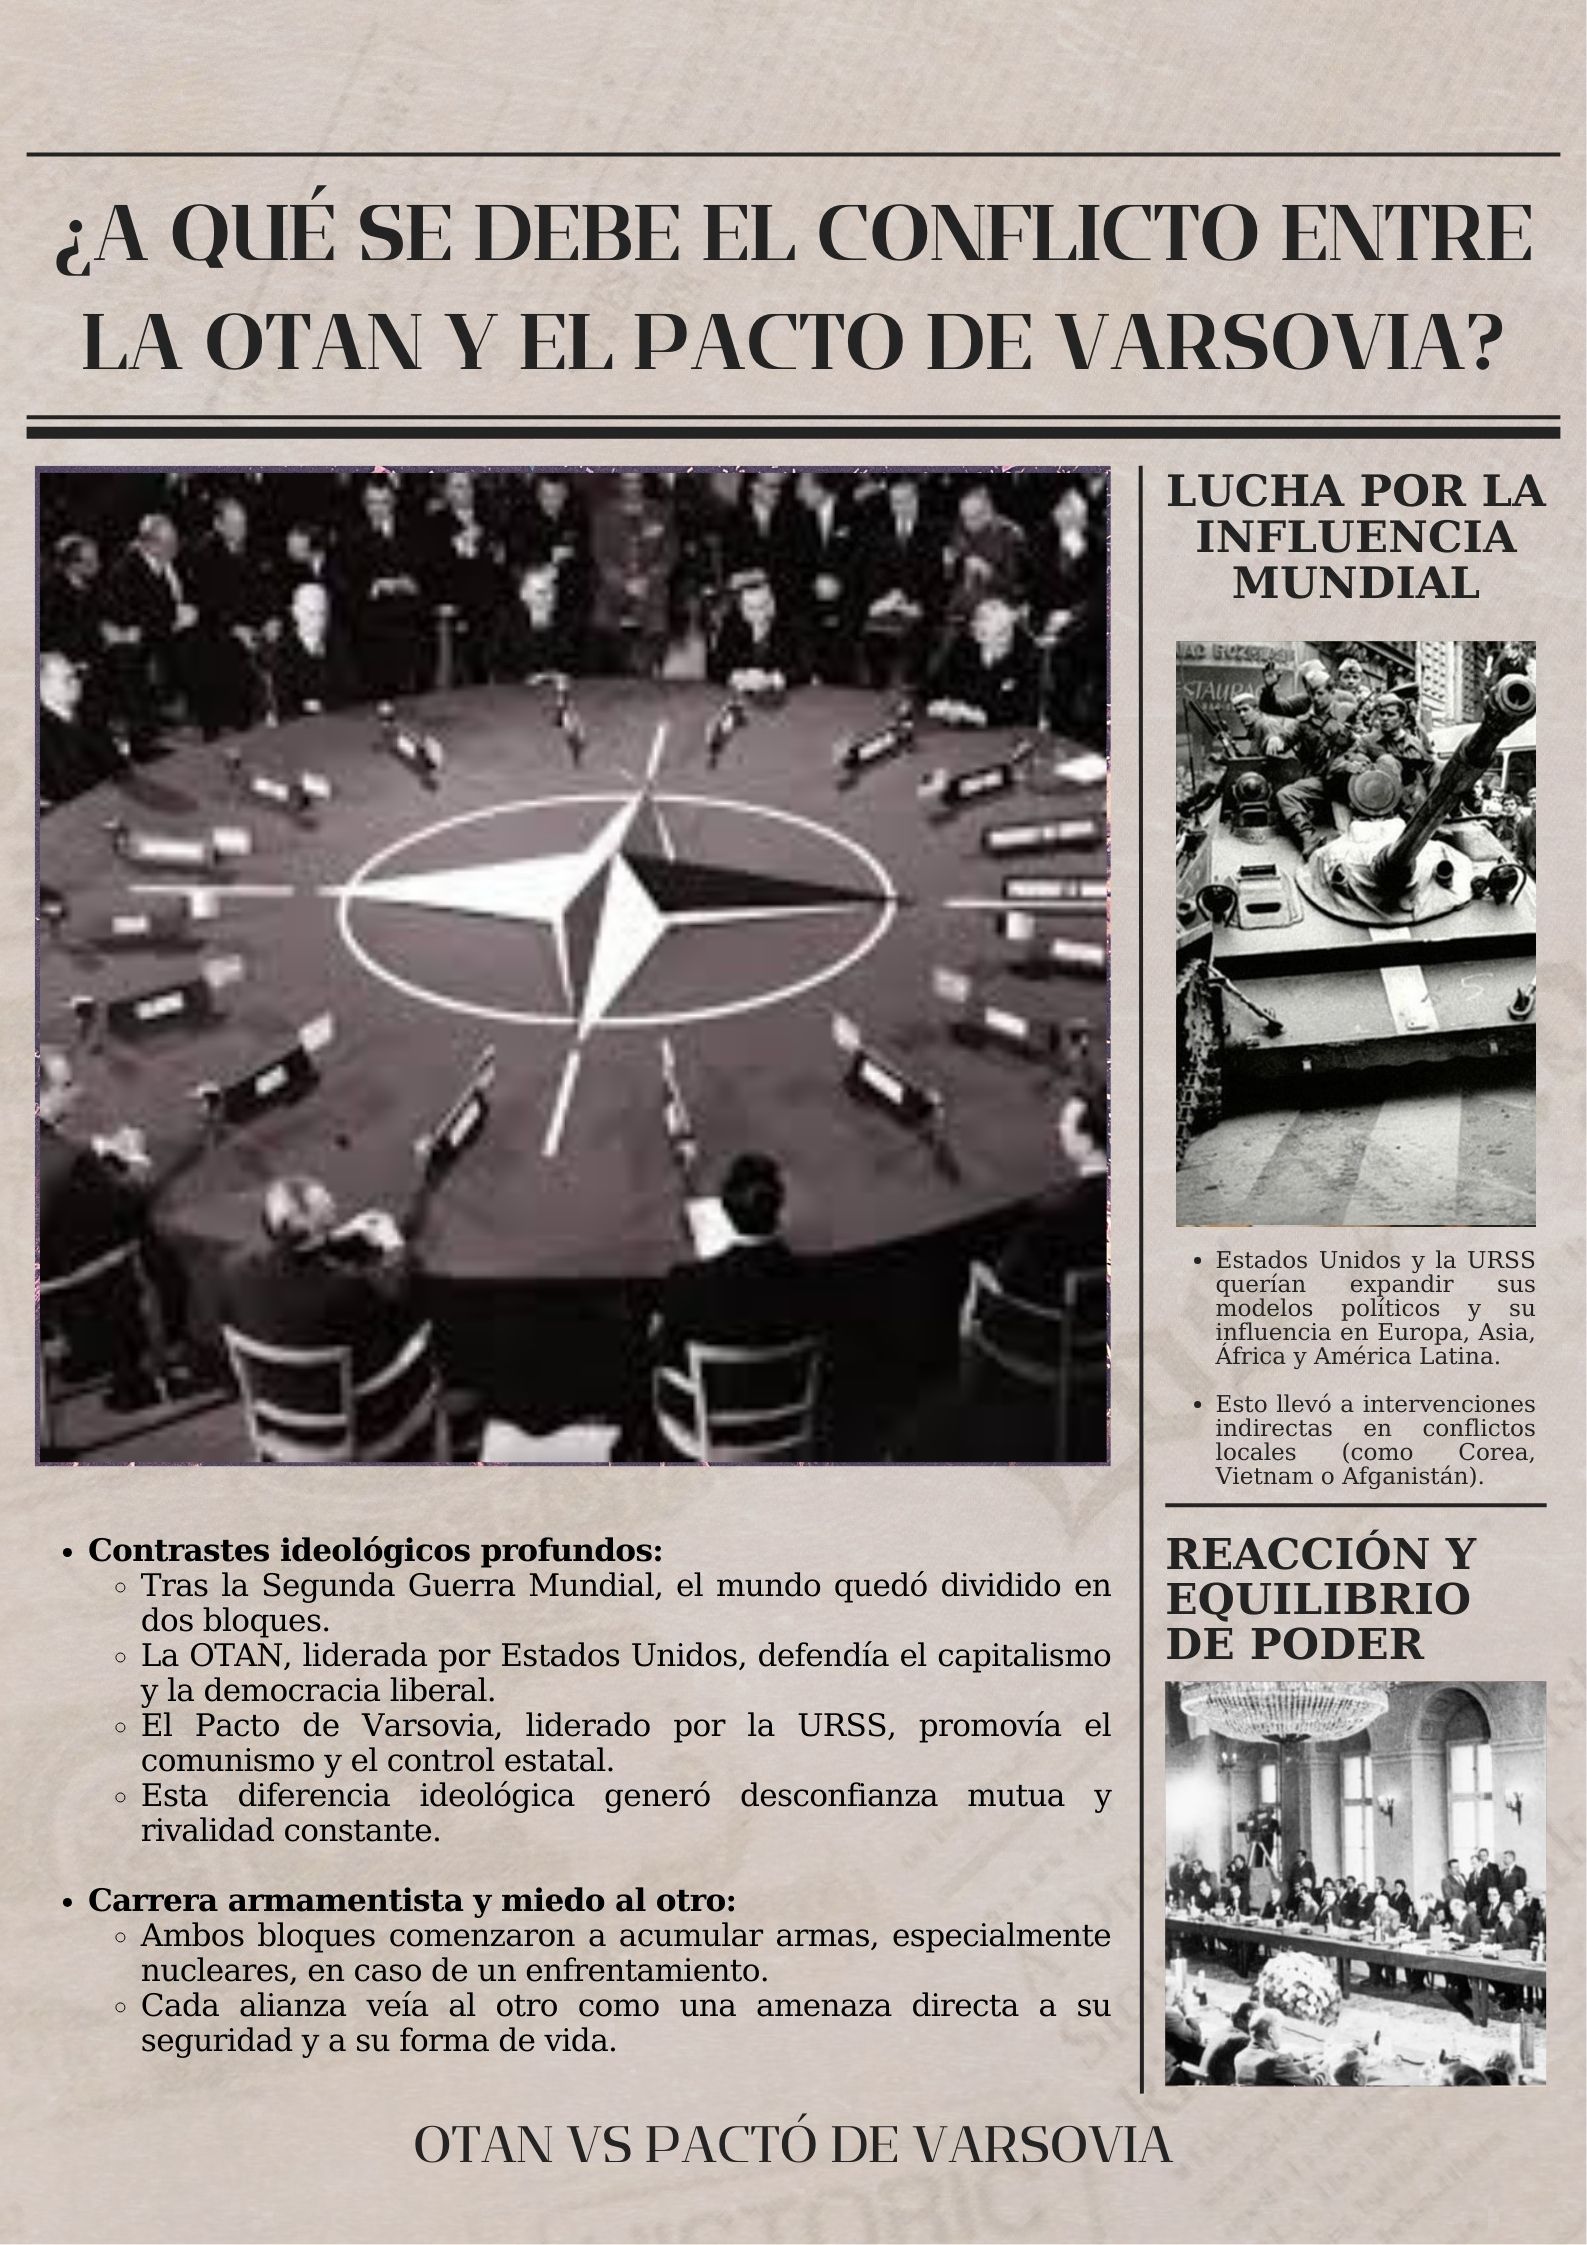 ¿A QUÉ SE DEBE EL CONFLICTO ENTRE
LA OTAN Y EL PACTO DE VARSOVIA?
LUCHA POR LA
INFLUENCIA
MUNDIAL
Estados Unidos y la URSS
querían expandir sus
modelos políticos y su
influencia en Europa, Asia,
África y América Latina.
Esto llevó a intervenciones
indirectas en conflictos
locales (como Corea,
Vietnam o Afganistán).
REACCIÓN Y
EQUILIBRIO
DE PODER
• Contrastes ideológicos profundos:
◦ Tras la Segunda Guerra Mundial, el mundo quedó dividido en
dos bloques.
◦ La OTAN, liderada por Estados Unidos, defendía el capitalismo
y la democracia liberal.
◦ El Pacto de Varsovia, liderado por la URSS, promovía el
comunismo y el control estatal.
◦ Esta diferencia ideológica generó desconfianza mutua y
rivalidad constante.
• Carrera armamentista y miedo al otro:
◦ Ambos bloques comenzaron a acumular armas, especialmente
nucleares, en caso de un enfrentamiento.
◦ Cada alianza veía al otro como una amenaza directa a su
seguridad y a su forma de vida.
OTAN VS PACTÓ DE VARSOVIA